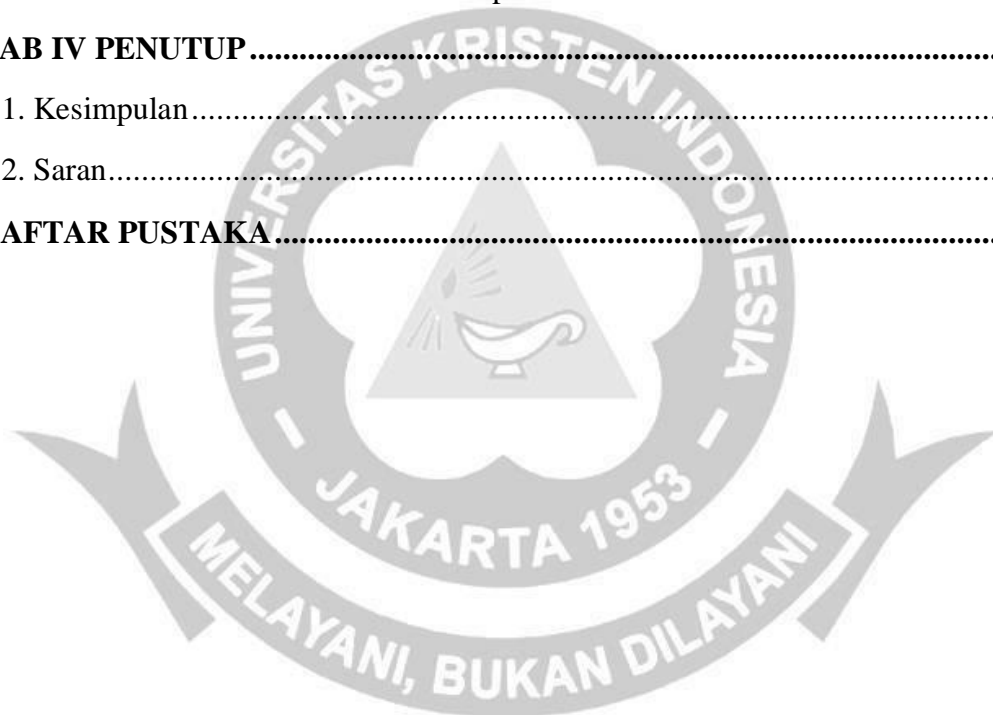 AB IV PENUTUP
1. Kesimpulan
2. Saran
AFTAR PUSTAKA
UNIVERSITAS KRISTEN INDONESIA
- JAKARTA 1953 -
MELAYANI, BUKAN DILAYANI